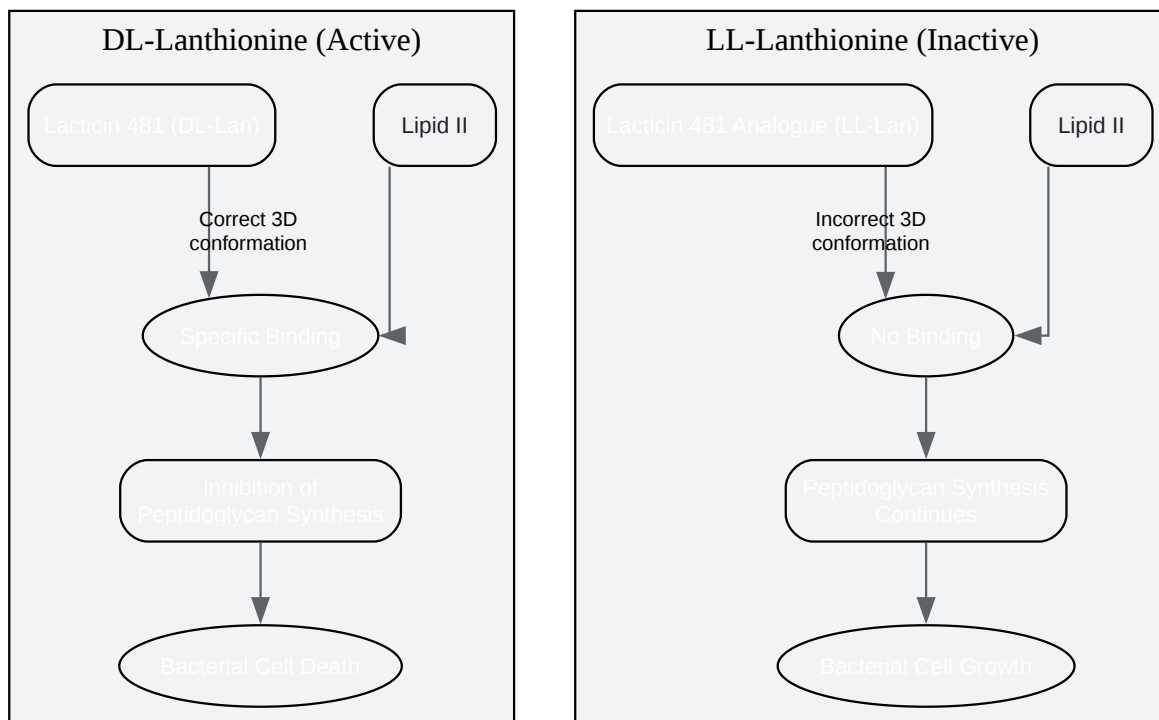 DL-Lanthionine (Active)
Lacticin 481 (DL-Lan)
Lipid II
Correct 3D
conformation
Specific Binding
Inhibition of
Peptidoglycan Synthesis
Bacterial Cell Death
LL-Lanthionine (Inactive)
Lacticin 481 Analogue (LL-Lan)
Lipid II
Incorrect 3D
conformation
No Binding
Peptidoglycan Synthesis
Continues
Bacterial Cell Growth